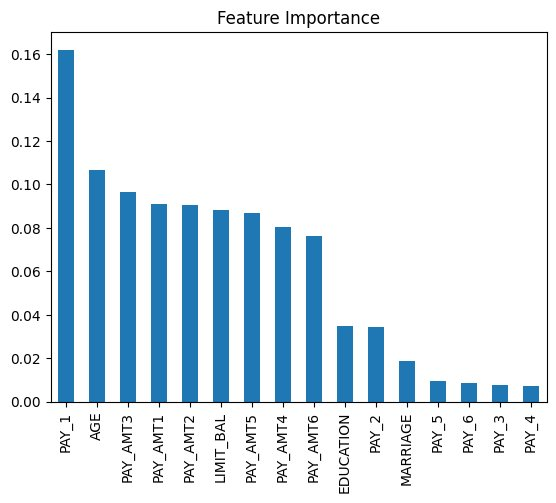 Feature Importance
0.16
0.14
0.12
0.10
0.08
0.06
0.04
0.02
0.00
PAY_1
AGE
PAY_AMT3
PAY_AMT1
PAY_AMT2
LIMIT_BAL
PAY_AMT5
PAY_AMT4
PAY_AMT6
EDUCATION
PAY_2
MARRIAGE
PAY_5
PAY_6
PAY_3
PAY_4